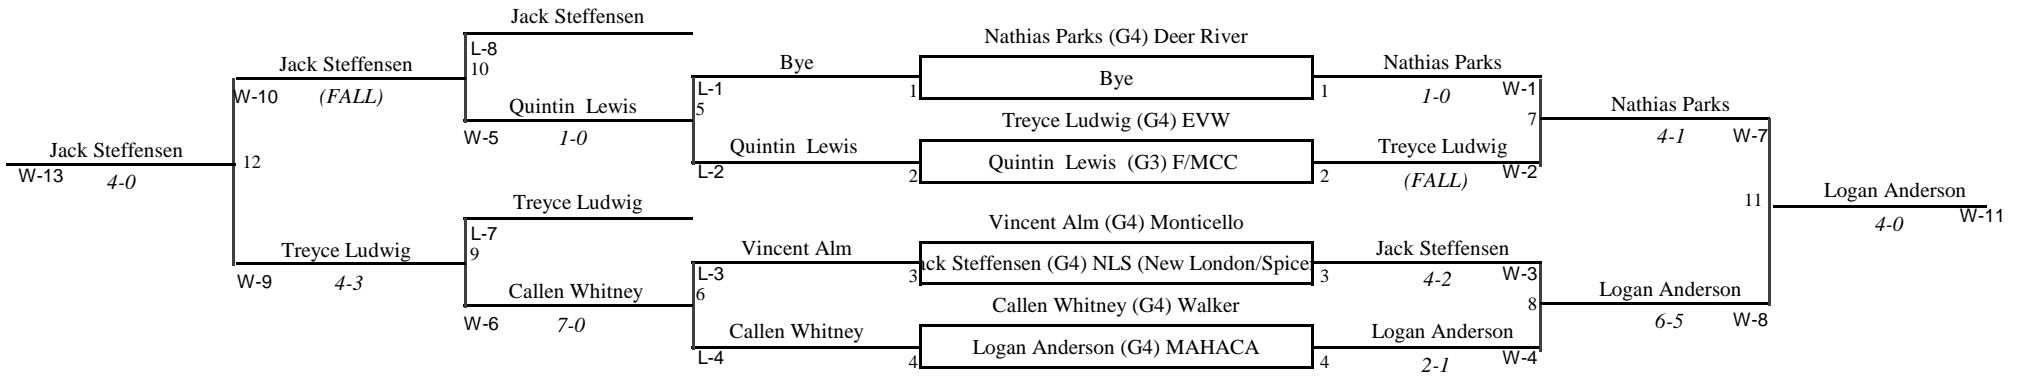 Jack Steffensen
L-8
10
Jack Steffensen
W-10 (FALL)
Quintin Lewis
W-5 1-0
Jack Steffensen
W-13 4-0
12
Treyce Ludwig
L-7
9
Treyce Ludwig
W-9 4-3
Callen Whitney
W-6 7-0
Bye
1
L-1
5
Quintin Lewis
2
L-2
Vincent Alm
3
L-3
6
Callen Whitney
4
L-4
Nathias Parks (G4) Deer River
Bye
Treyce Ludwig (G4) EVW
Quintin Lewis (G3) F/MCC
Vincent Alm (G4) Monticello
ck Steffensen (G4) NLS (New London/Spice
Callen Whitney (G4) Walker
Logan Anderson (G4) MAHACA
Nathias Parks
1 1-0 W-1
7
Treyce Ludwig
2 (FALL) W-2
Jack Steffensen
3 4-2 W-3
8
Logan Anderson
4 2-1 W-4
Nathias Parks
4-1 W-7
11
Logan Anderson
6-5 W-8
Logan Anderson
4-0 W-11